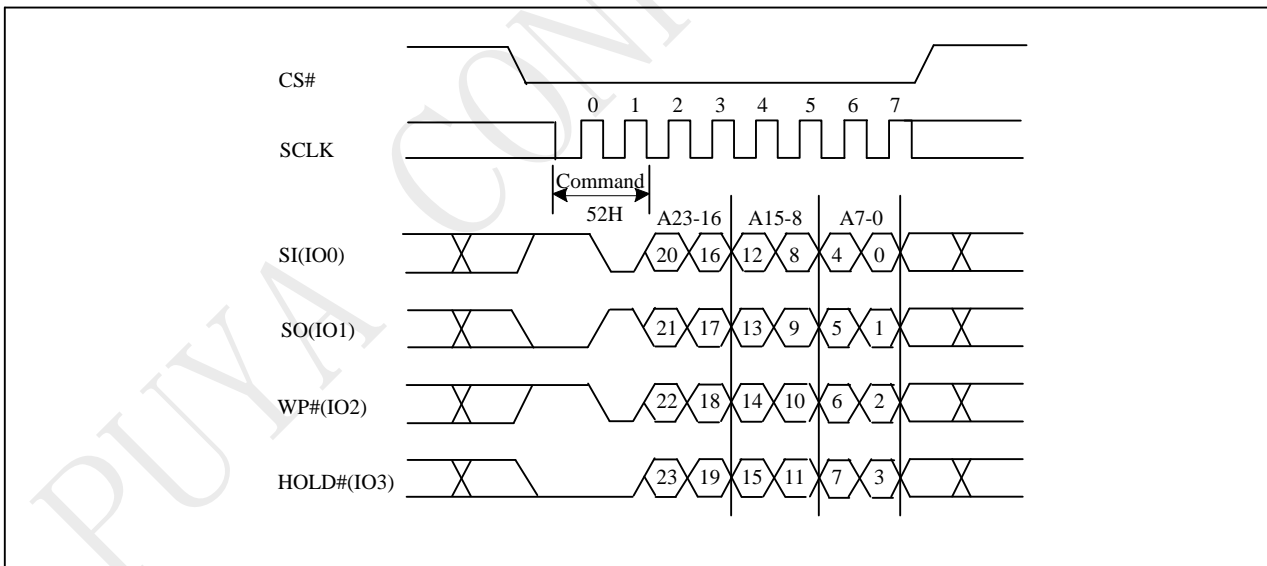 CS#
0 1 2 3 4 5 6 7
SCLK
Command
52H
A23-16 A15-8 A7-0
SI(IO0) 20 16 12 8 4 0
SO(IO1) 21 17 13 9 5 1
WP#(IO2) 22 18 14 10 6 2
HOLD#(IO3) 23 19 15 11 7 3
PUYA CONF